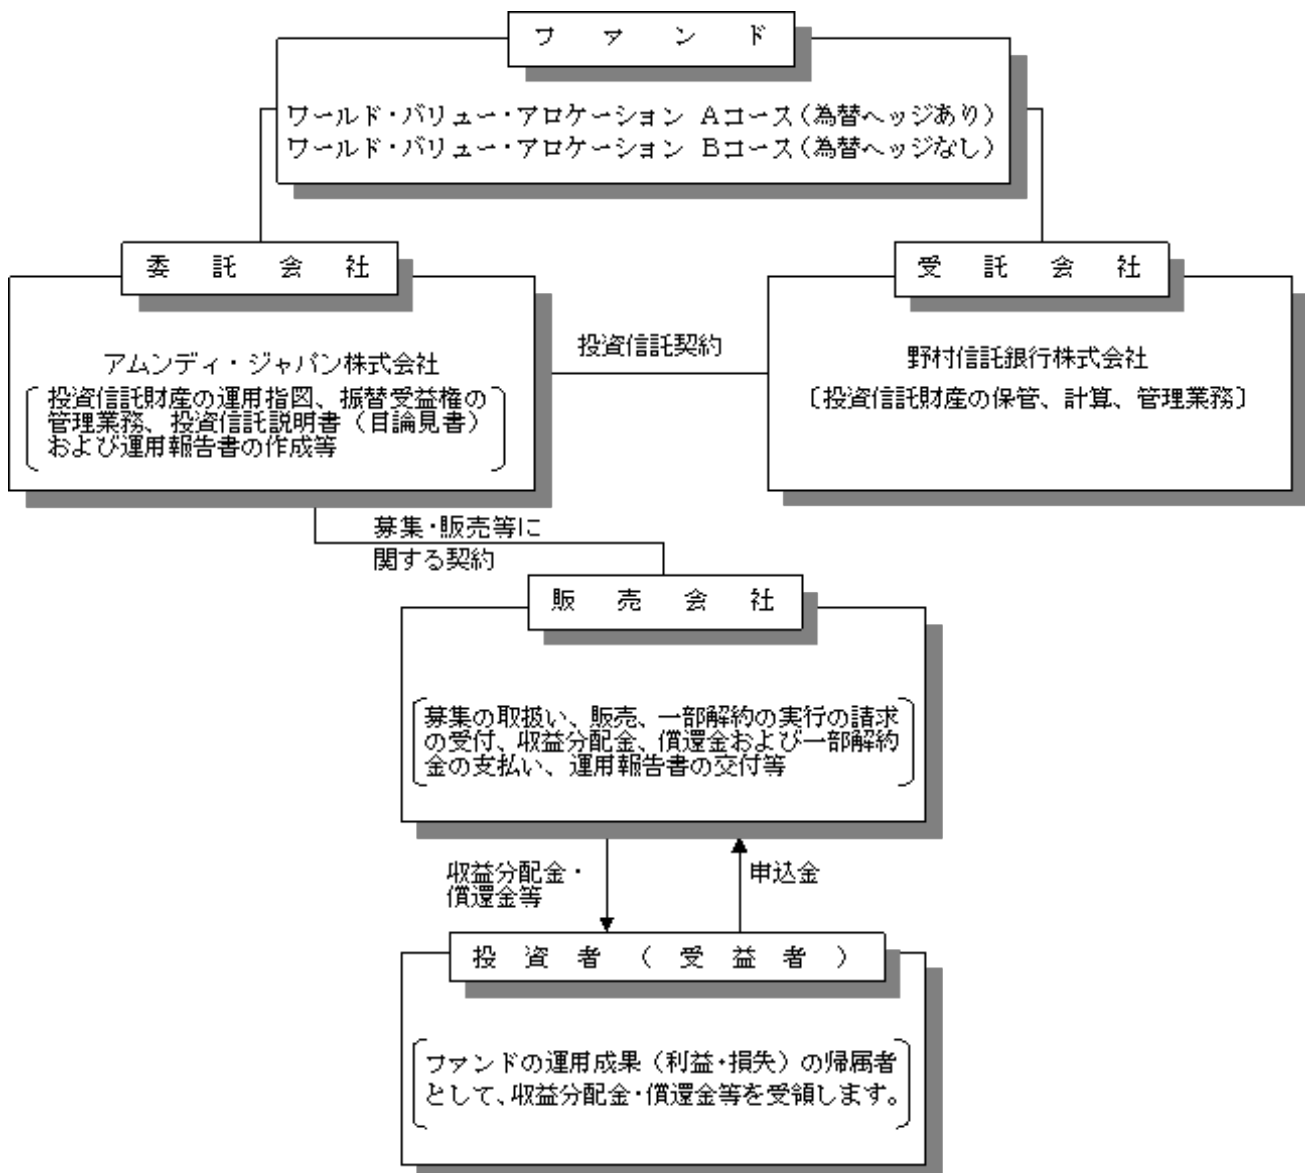 ファンド
ワールド・バリュー・アロケーション Aコース(為替ヘッジあり)
ワールド・バリュー・アロケーション Bコース(為替ヘッジなし)
委託会社
アムンディ・ジャパン株式会社
投資信託財産の運用指図、振替受益権の
管理業務、投資信託説明書(目論見書)
および運用報告書の作成等
投資信託契約
受託会社
野村信託銀行株式会社
〔投資信託財産の保管、計算、管理業務〕
募集・販売等に
関する契約
販売会社
募集の取扱い、販売、一部解約の実行の請求
の受付、収益分配金、償還金および一部解約
金の支払い、運用報告書の交付等
収益分配金・
償還金等
申込金
投資者(受益者)
ファンドの運用成果(利益・損失)の帰属者
として、収益分配金・償還金等を受領します。